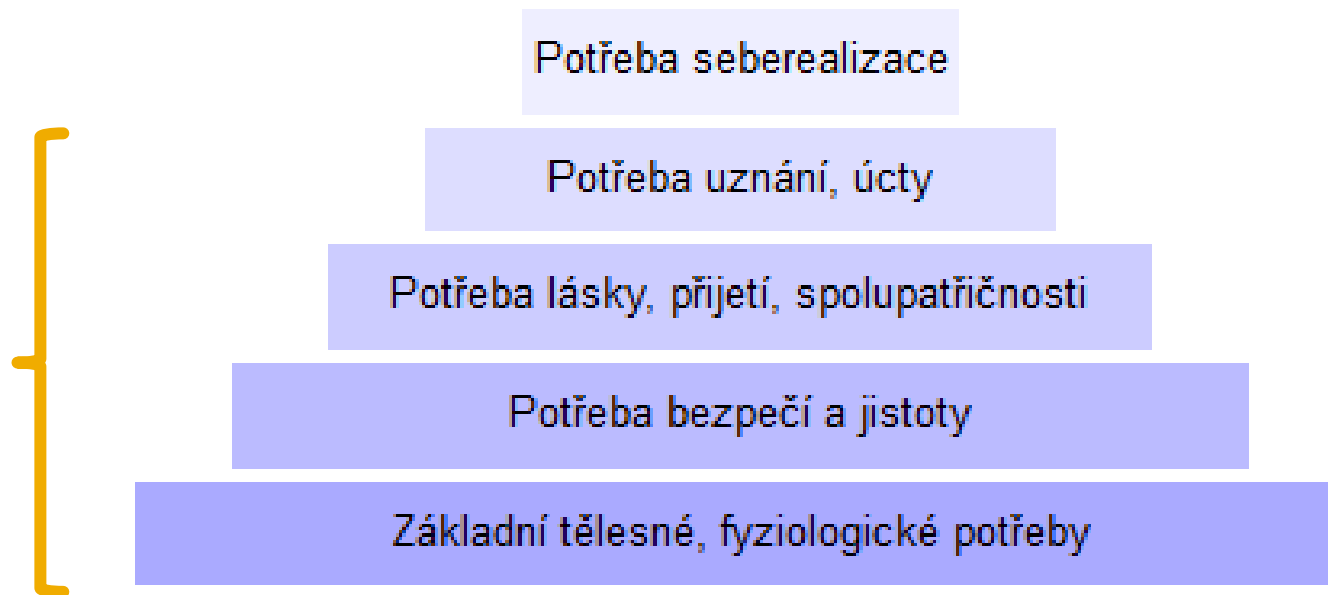 Potřeba seberealizace
Potřeba uznání, úcty
Potřeba lásky, přijetí, spolupatřičnosti
Potřeba bezpečí a jistoty
Základní tělesné, fyziologické potřeby